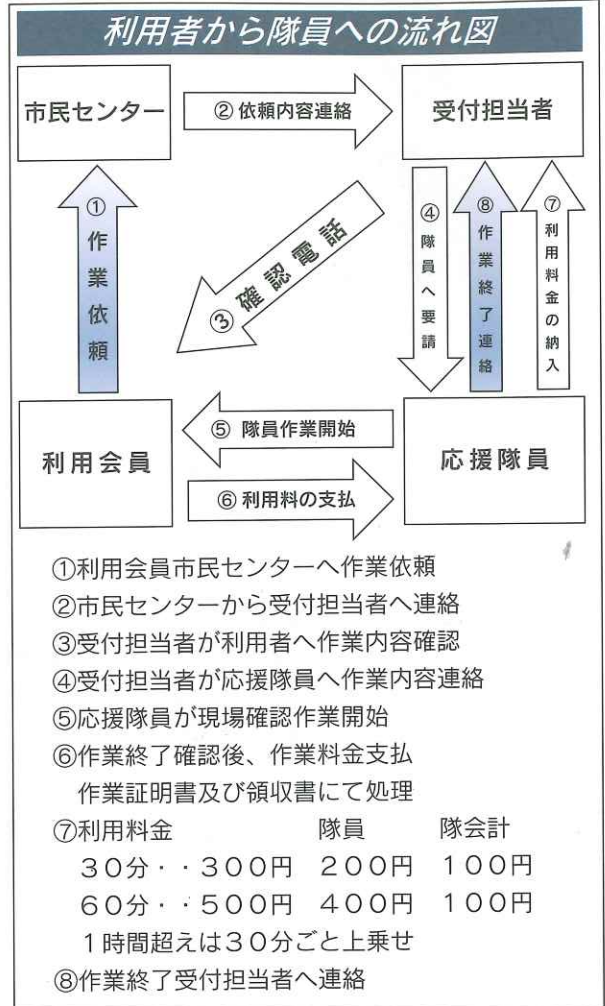 利用者から隊員への流れ図
市民センター
②依頼内容連絡
受付担当者
①作業依頼
③確認電話
④隊員へ要請
⑧作業終了連絡
⑦利用料金の納入
利用会員
⑤ 隊員作業開始
⑥利用料の支払
応援隊員
①利用会員市民センターへ作業依頼
②市民センターから受付担当者へ連絡
③受付担当者が利用者へ作業内容確認
④受付担当者が応援隊員へ作業内容連絡
⑤応援隊員が現場確認作業開始
⑥作業終了確認後、作業料金支払
作業証明書及び領収書にて処理
⑦利用料金 隊員 隊会計
30分・・300円 200円 100円
60分・・500円 400円 100円
1時間超えは30分ごと上乗せ
⑧作業終了受付担当者へ連絡